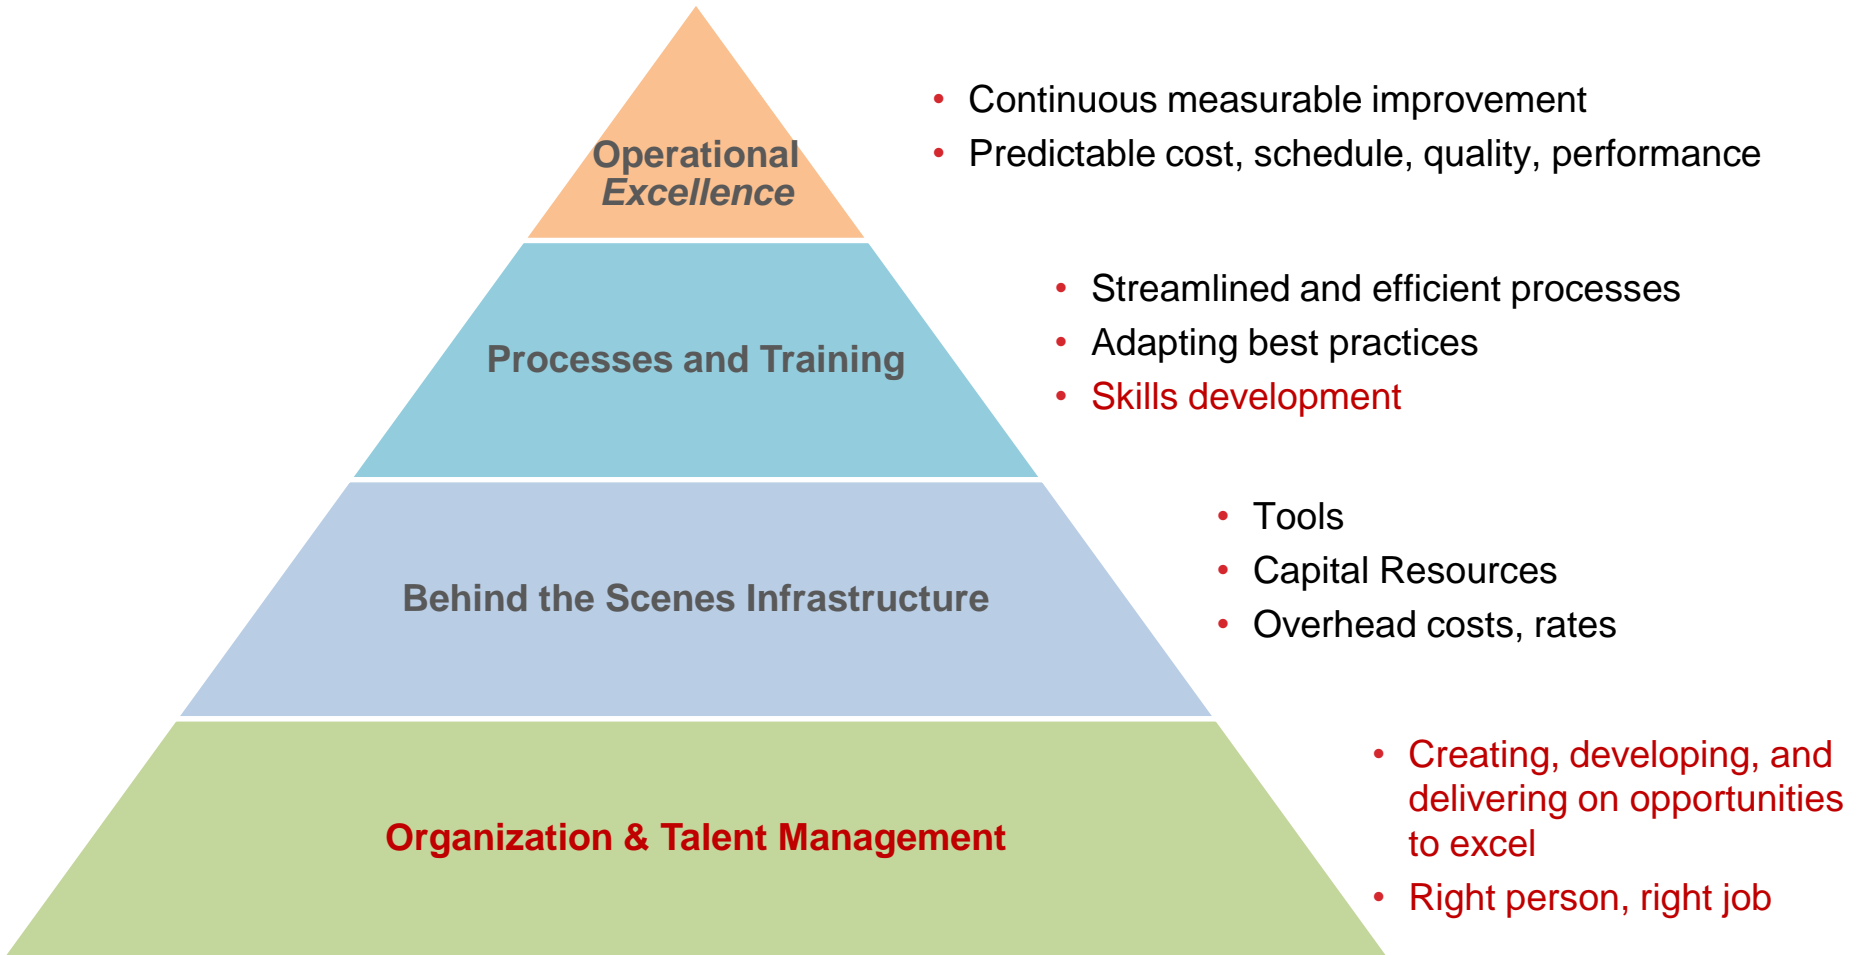 Operational
Excellence
• Continuous measurable improvement
• Predictable cost, schedule, quality, performance
Processes and Training
• Streamlined and efficient processes
• Adapting best practices
• Skills development
Behind the Scenes Infrastructure
• Tools
• Capital Resources
• Overhead costs, rates
Organization & Talent Management
• Creating, developing, and
delivering on opportunities
to excel
• Right person, right job